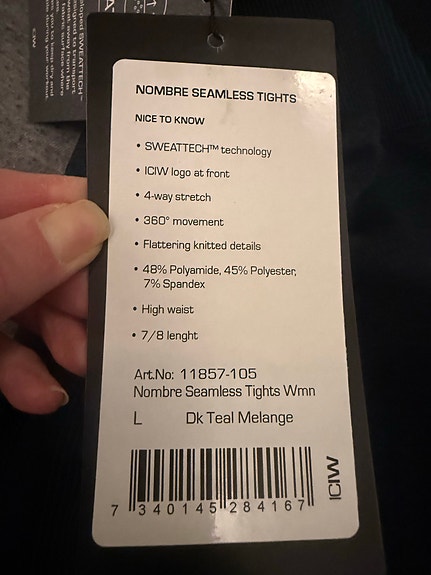 NOMBRE SEAMLESS TIGHTS
NICE TO KNOW
• SWEATTECH™ technology
• ICIW logo at front
• 4-way stretch
• 360° movement
• Flattering knitted details
• 48% Polyamide, 45% Polyester,
7% Spandex
• High waist
• 7/8 lenght
Art.No: 11857-105
Nombre Seamless Tights Wmn
L Dk Teal Melange
7 340145 284167
ICIW